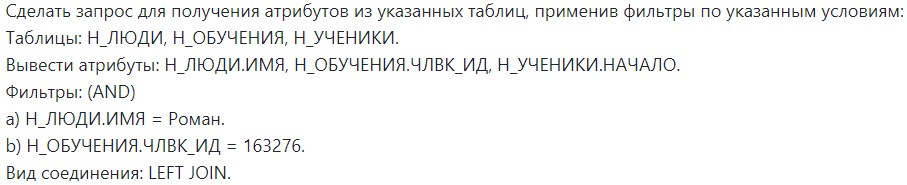 Сделать запрос для получения атрибутов из указанных таблиц, применив фильтры по указанным условиям:
Таблицы: Н_ЛЮДИ, Н_ОБУЧЕНИЯ, Н_УЧЕНИКИ.
Вывести атрибуты: Н_ЛЮДИ.ИМЯ, Н_ОБУЧЕНИЯ.ЧЛВК_ИД, Н_УЧЕНИКИ.НАЧАЛО.
Фильтры: (AND)
a) Н_ЛЮДИ.ИМЯ = Роман.
b) Н_ОБУЧЕНИЯ.ЧЛВК_ИД = 163276.
Вид соединения: LEFT JOIN.